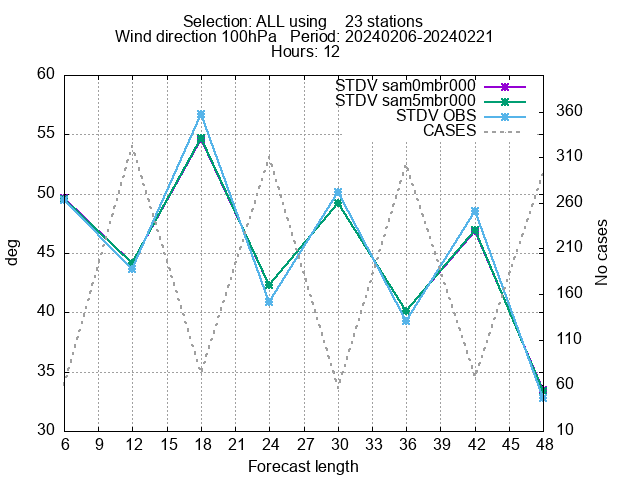 Selection: ALL using    23 stations
Wind direction 100hPa   Period: 20240206-20240221
Hours: 12
STDV sam0mbr000
STDV sam5mbr000
STDV OBS
CASES
60
55
50
45
40
35
30
deg
360
310
260
210
160
110
60
10
No cases
6 9 12 15 18 21 24 27 30 33 36 39 42 45 48
Forecast length